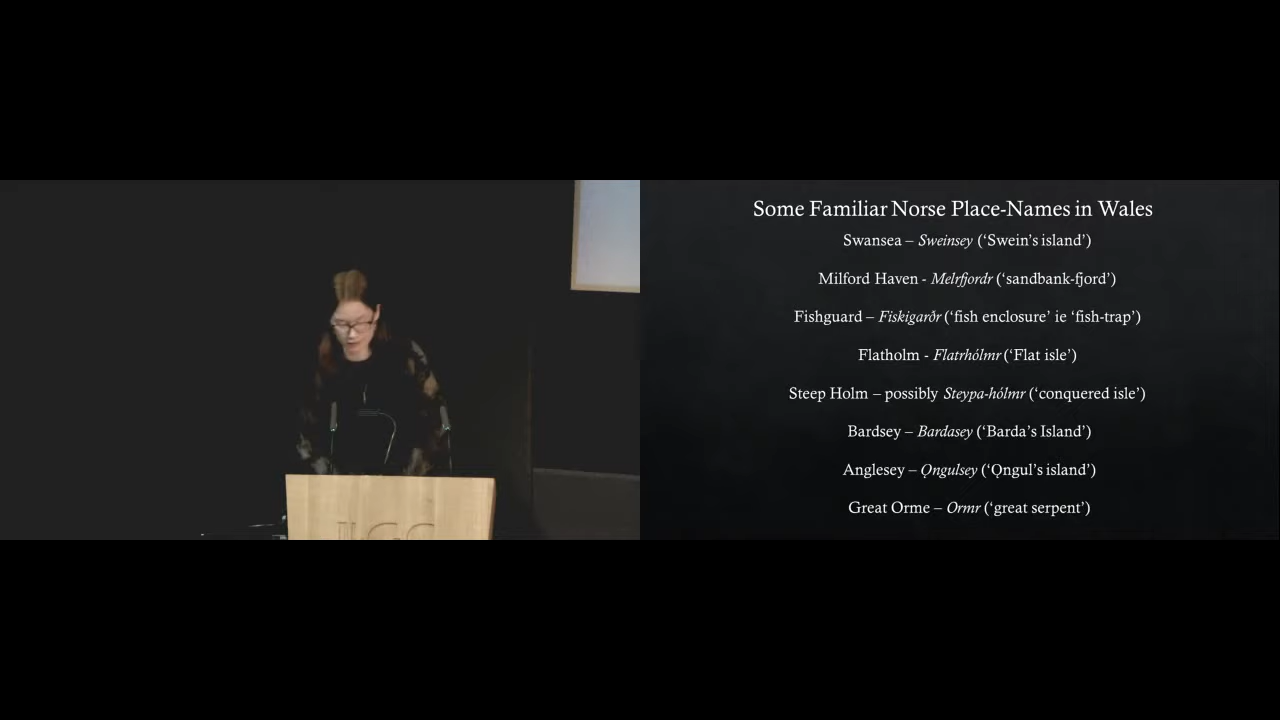 Some Familiar Norse Place-Names in Wales
Swansea – Sweinsey (‘Swein’s island’)
Milford Haven - Melrfjordr (‘sandbank-fjord’)
Fishguard – Fiskigarðr (‘fish enclosure’ ie ‘fish-trap’)
Flatholm - Flatrhólmr (‘Flat isle’)
Steep Holm – possibly Steypa-hólmr (‘conquered isle’)
Bardsey – Bardasey (‘Barda’s Island’)
Anglesey – Ǫngulsey (‘Ǫngul’s island’)
Great Orme – Ormr (‘great serpent’)